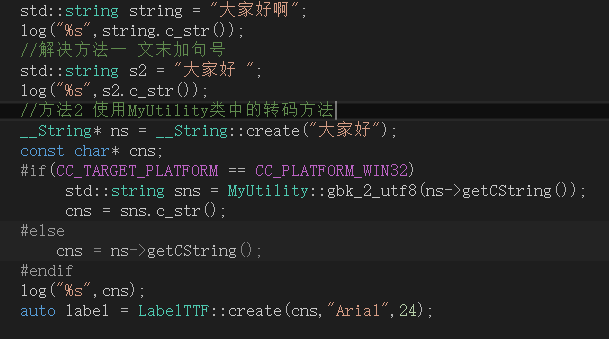 std::string string = "大家好啊";
log("%s",string.c_str());
//解决方法一 文末加句号
std::string s2 = "大家好 ";
log("%s",s2.c_str());
//方法2 使用MyUtility类中的转码方法
__String* ns = __String::create("大家好");
const char* cns;
#if(CC_TARGET_PLATFORM == CC_PLATFORM_WIN32)
std::string sns = MyUtility::gbk_2_utf8(ns->getCString());
cns = sns.c_str();
#else
cns = ns->getCString();
#endif
log("%s",cns);
auto label = LabelTTF::create(cns,"Arial",24);